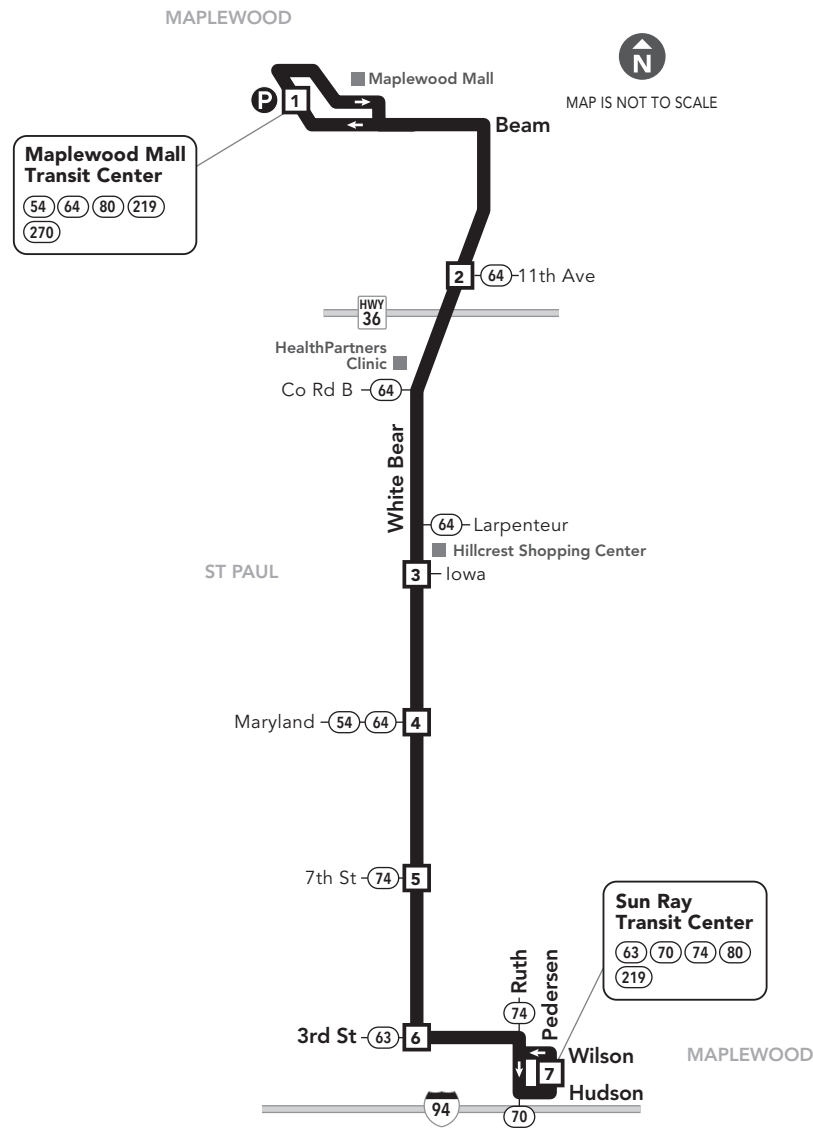 MAPLEWOOD
N
MAP IS NOT TO SCALE
Maplewood Mall
P
1
Beam
Maplewood Mall
Transit Center
54 64 80 219
270
2
64
11th Ave
HWY
36
HealthPartners
Clinic
Co Rd B
64
White Bear
64
Larpenteur
Hillcrest Shopping Center
ST PAUL
3
Iowa
Maryland
54
64
4
7th St
74
5
Sun Ray
Transit Center
63 70 74 80
219
Ruth
Pedersen
74
3rd St
63
6
Wilson
MAPLEWOOD
7
Hudson
94
70